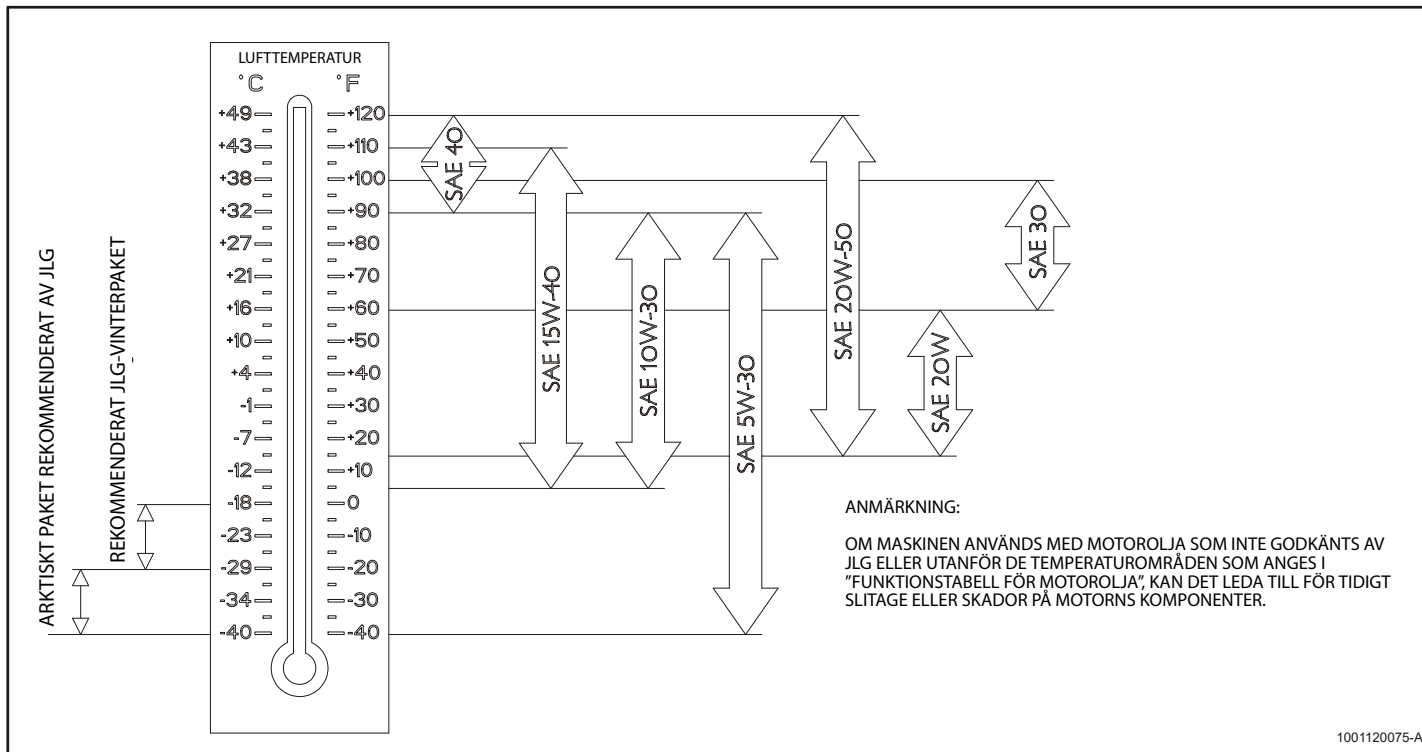 LUFTTEMPERATUR
°C °F
+49 +120
+43 +110
+38 +100
+32 +90
+27 +80
+21 +70
+16 +60
+10 +50
+4 +40
-1 +30
-7 +20
-12 +10
-18 0
-23 -10
-29 -20
-34 -30
-40 -40
ARKTISKT PAKET REKOMMENDERAT AV JLG
REKOMMENDERAT JLG-VINTERPAKET
SAE 40
SAE 15W-40
SAE 10W-30
SAE 5W-30
SAE 20W-50
SAE 20W
SAE 30
ANMÄRKNING:
OM MASKINEN ANVÄNDS MED MOTOROLJA SOM INTE GODKÄNTS AV
JLG ELLER UTANFÖR DE TEMPERATUROMRÅDEN SOM ANGES I
”FUNKTIONSTABELL FÖR MOTOROLJA”, KAN DET LEDA TILL FÖR TIDIGT
SLITAGE ELLER SKADOR PÅ MOTORNS KOMPONENTER.
1001120075-A